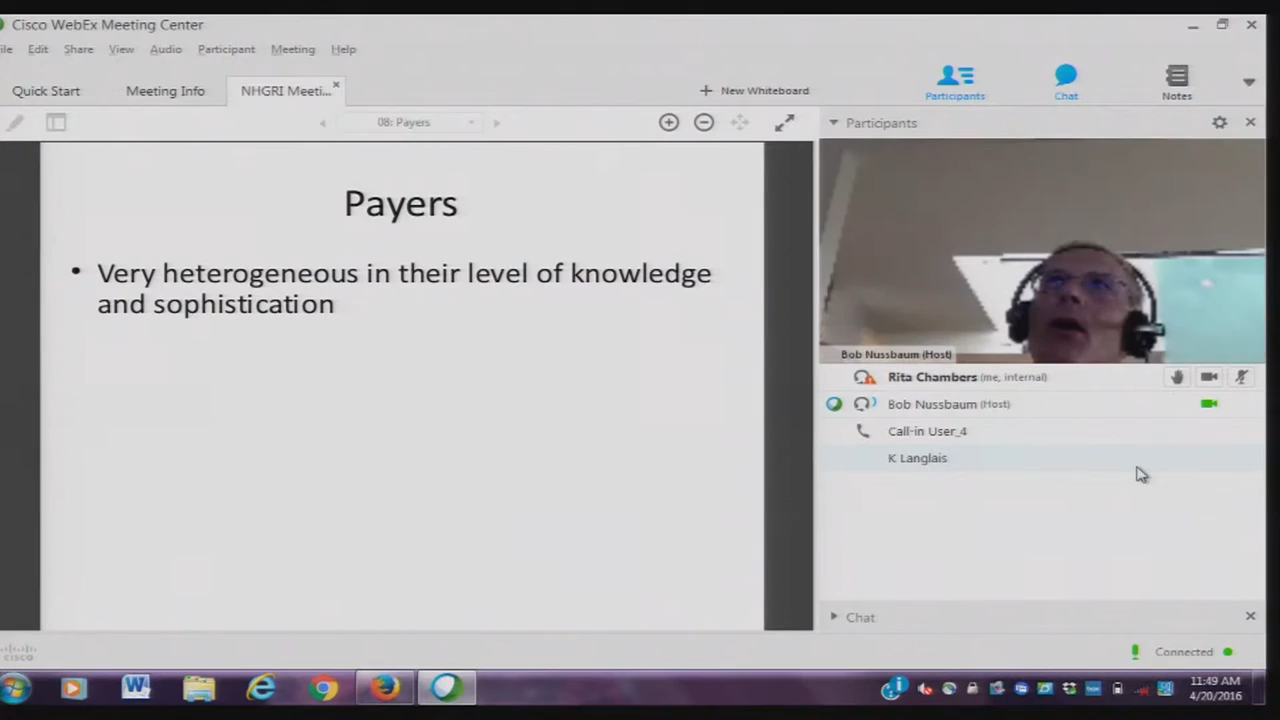 Cisco WebEx Meeting Center
ile Edit Share View Audio Participant Meeting Help
Quick Start Meeting Info NHGRI Meeti... New Whiteboard
Participants Chat Notes
08: Payers
Participants
Payers
• Very heterogeneous in their level of knowledge
and sophistication
Bob Nussbaum (Host)
Rita Chambers (me, internal)
Bob Nussbaum (Host)
Call-in User_4
K Langlais
Chat
CISCO
Connected
11:49 AM
4/20/2016